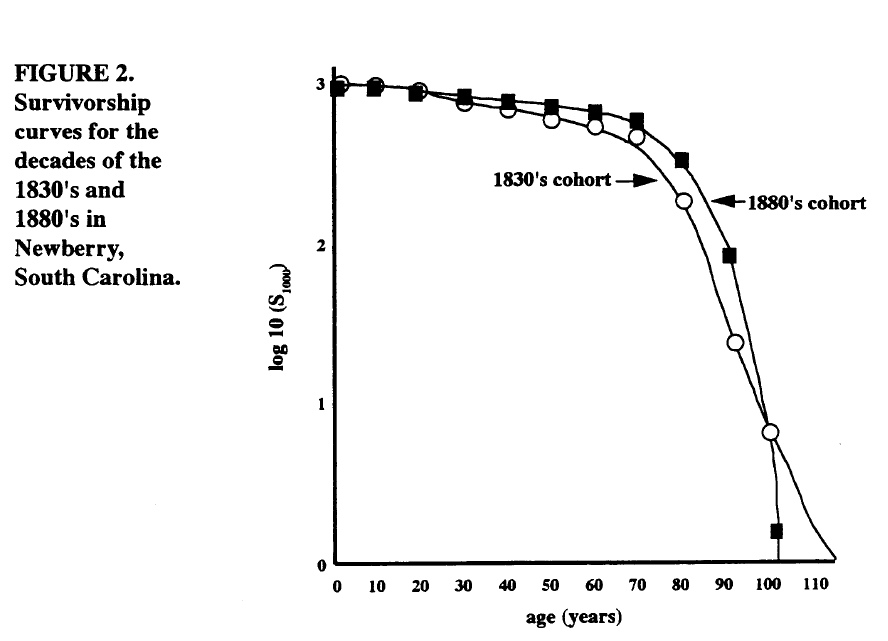 FIGURE 2.
Survivorship
curves for the
decades of the
1830's and
1880's in
Newberry,
South Carolina.
3
2
1
0
log 10 (S1000)
1830's cohort
1880's cohort
0 10 20 30 40 50 60 70 80 90 100 110
age (years)